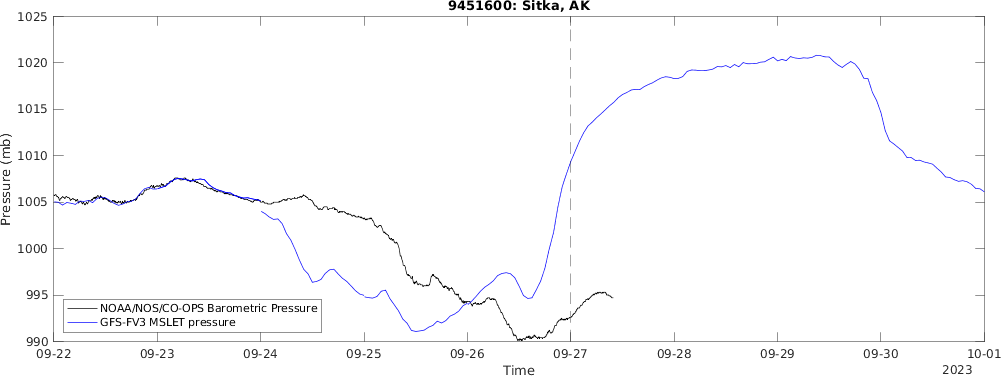 9451600: Sitka, AK
Pressure (mb)
1025
1020
1015
1010
1005
1000
995
990
NOAA/NOS/CO-OPS Barometric Pressure
GFS-FV3 MSLET pressure
09-22 09-23 09-24 09-25 09-26 09-27 09-28 09-29 09-30 10-01
Time
2023